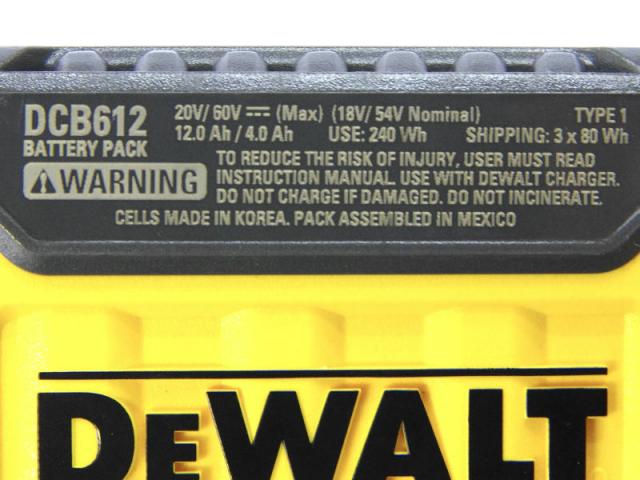 DCB612 20V/ 60V ⎓ (Max) (18V/ 54V Nominal) TYPE 1
BATTERY PACK 12.0 Ah / 4.0 Ah USE: 240 Wh SHIPPING: 3 x 80 Wh
WARNING TO REDUCE THE RISK OF INJURY, USER MUST READ
INSTRUCTION MANUAL. USE WITH DEWALT CHARGER.
DO NOT CHARGE IF DAMAGED. DO NOT INCINERATE.
CELLS MADE IN KOREA. PACK ASSEMBLED IN MEXICO
DEWALT